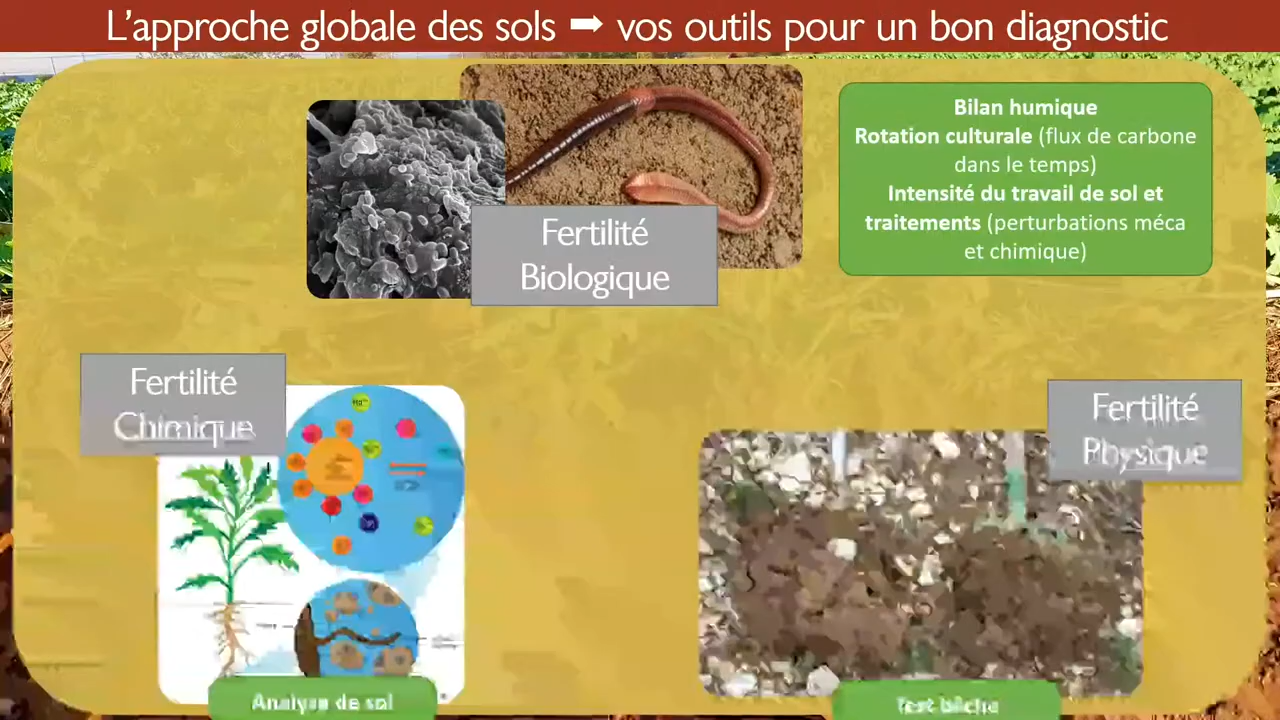 L'approche globale des sols ➡ vos outils pour un bon diagnostic
Bilan humique
Rotation culturale (flux de carbone
dans le temps)
Intensité du travail de sol et
traitements (perturbations méca
et chimique)
Fertilité
Biologique
Fertilité
Chimique
Fertilité
Physique
Analyse de sol
Test bêche